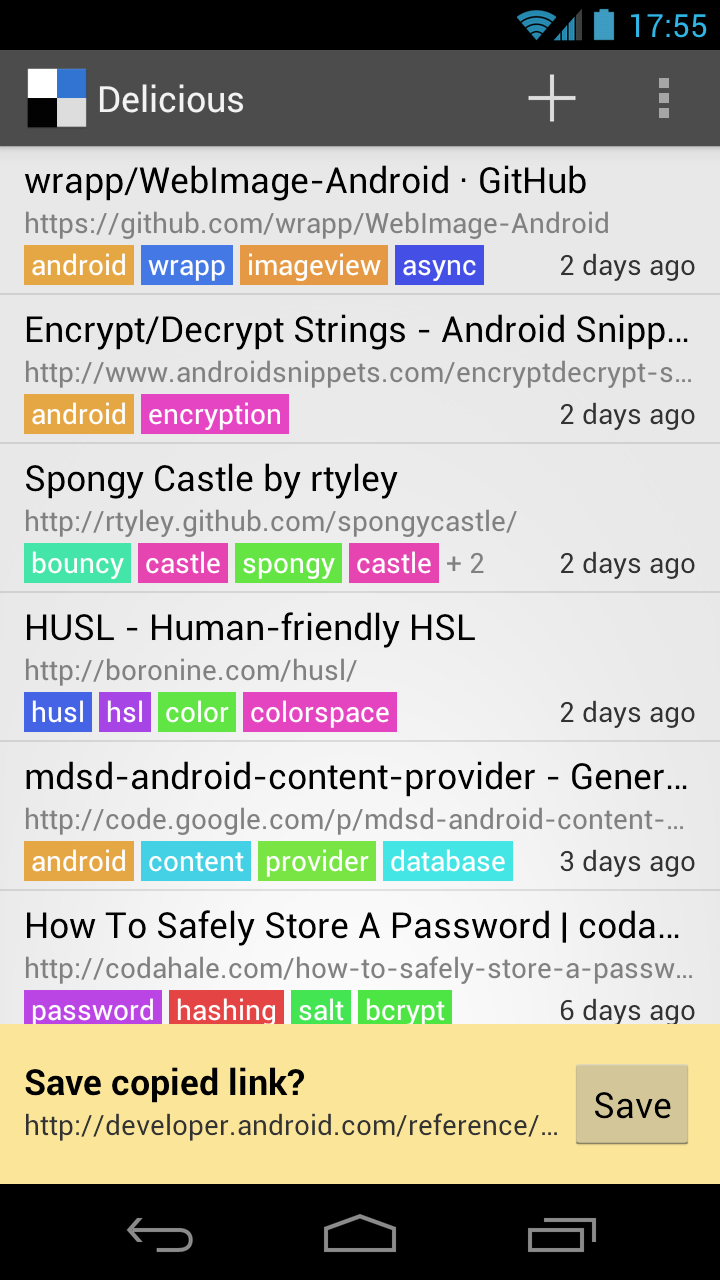 17:55
Delicious
wrapp/WebImage-Android · GitHub
https://github.com/wrapp/WebImage-Android
android wrapp imageview async 2 days ago
Encrypt/Decrypt Strings - Android Snipp...
http://www.androidsnippets.com/encryptdecrypt-s...
android encryption 2 days ago
Spongy Castle by rtyley
http://rtyley.github.com/spongycastle/
bouncy castle spongy castle + 2 2 days ago
HUSL - Human-friendly HSL
http://boronine.com/husl/
husl hsl color colorspace 2 days ago
mdsd-android-content-provider - Gener...
http://code.google.com/p/mdsd-android-content-...
android content provider database 3 days ago
How To Safely Store A Password | coda...
http://codahale.com/how-to-safely-store-a-passw...
password hashing salt bcrypt 6 days ago
Save copied link?
http://developer.android.com/reference/...
Save